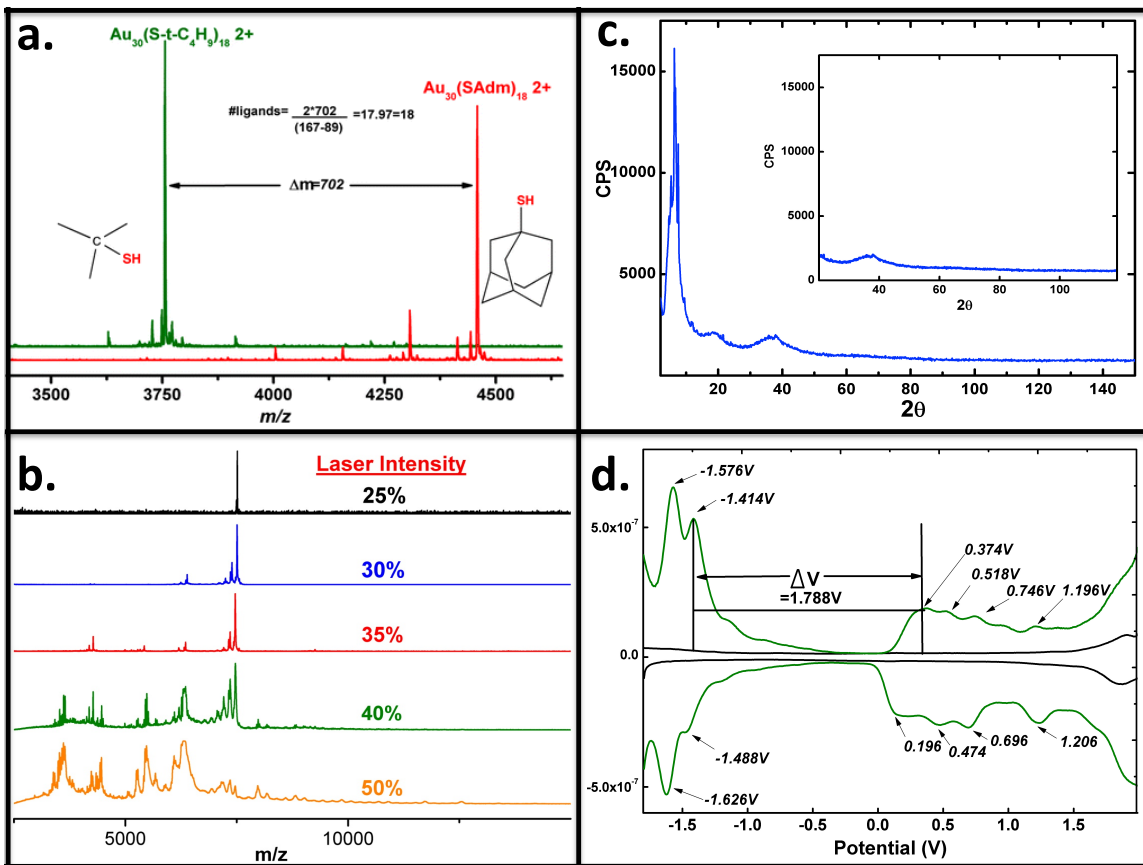 a.
Au₃₀(S-t-C₄H₉)₁₈ 2+
Au₃₀(SAdm)₁₈ 2+
#ligands= 2*702 / (167-89) =17.97=18
Δm=702
C
SH
SH
3500 3750 4000 4250 4500
m/z
b.
Laser Intensity
25%
30%
35%
40%
50%
5000 10000
m/z
c.
15000
10000
5000
0
CPS
20 40 60 80 100 120 140
2θ
15000
10000
5000
0
CPS
40 60 80 100
2θ
d.
-1.576V
-1.414V
5.0x10⁻⁷
0.374V
ΔV
0.518V
=1.788V
0.746V
1.196V
0.0
0.196
0.474
0.696
1.206
-1.488V
-5.0x10⁻⁷
-1.626V
-1.5 -1.0 -0.5 0.0 0.5 1.0 1.5
Potential (V)